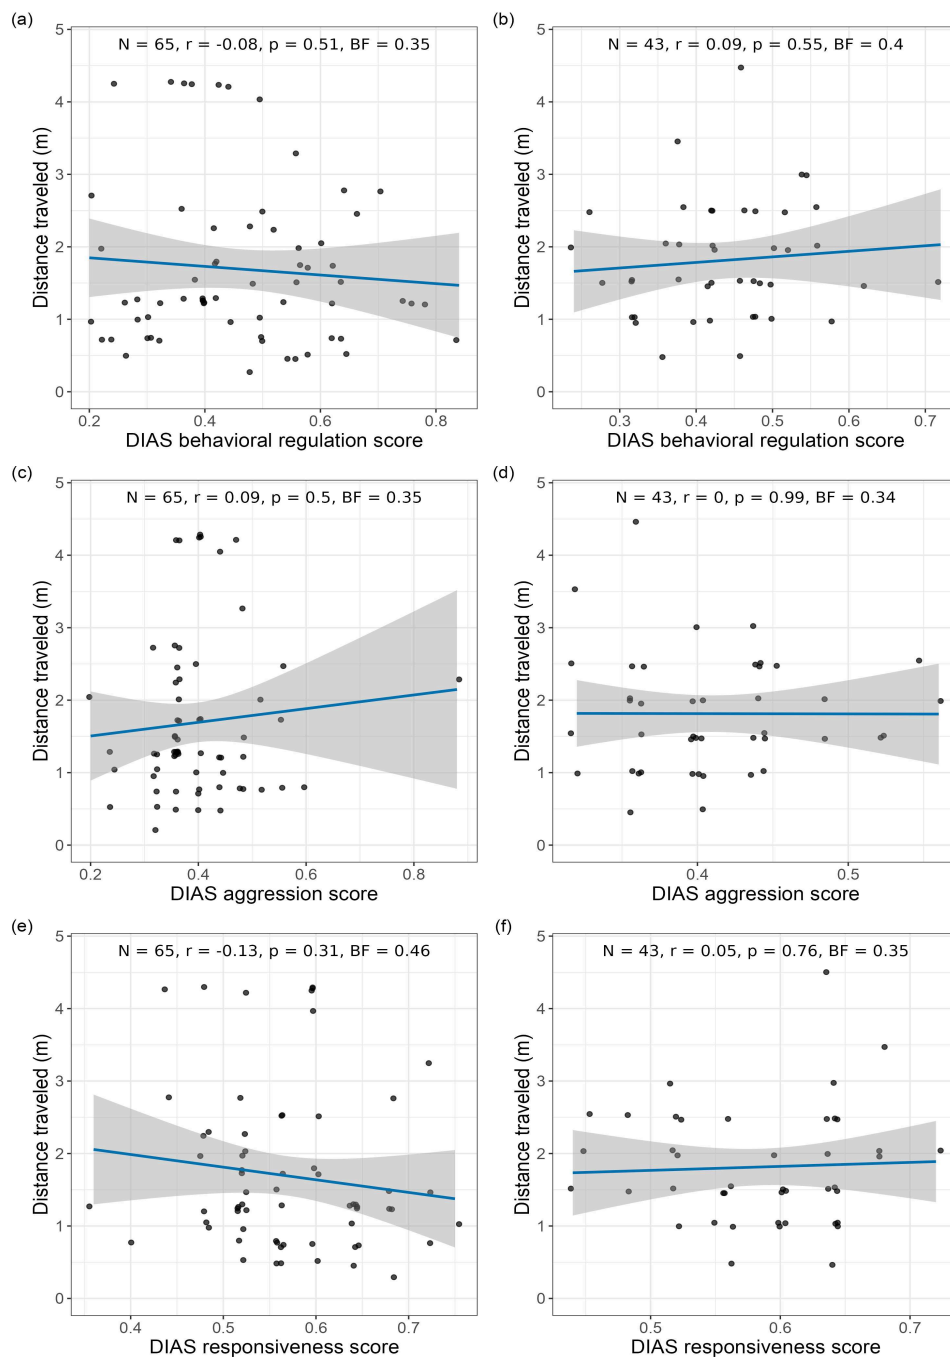 (a)
N = 65, r = -0.08, p = 0.51, BF = 0.35
Distance traveled (m)
5
4
3
2
1
0
0.2 0.4 0.6 0.8
DIAS behavioral regulation score
(b)
N = 43, r = 0.09, p = 0.55, BF = 0.4
Distance traveled (m)
5
4
3
2
1
0
0.3 0.4 0.5 0.6 0.7
DIAS behavioral regulation score
(c)
N = 65, r = 0.09, p = 0.5, BF = 0.35
Distance traveled (m)
5
4
3
2
1
0
0.2 0.4 0.6 0.8
DIAS aggression score
(d)
N = 43, r = 0, p = 0.99, BF = 0.34
Distance traveled (m)
5
4
3
2
1
0
0.4 0.5
DIAS aggression score
(e)
N = 65, r = -0.13, p = 0.31, BF = 0.46
Distance traveled (m)
5
4
3
2
1
0
0.4 0.5 0.6 0.7
DIAS responsiveness score
(f)
N = 43, r = 0.05, p = 0.76, BF = 0.35
Distance traveled (m)
5
4
3
2
1
0
0.5 0.6 0.7
DIAS responsiveness score